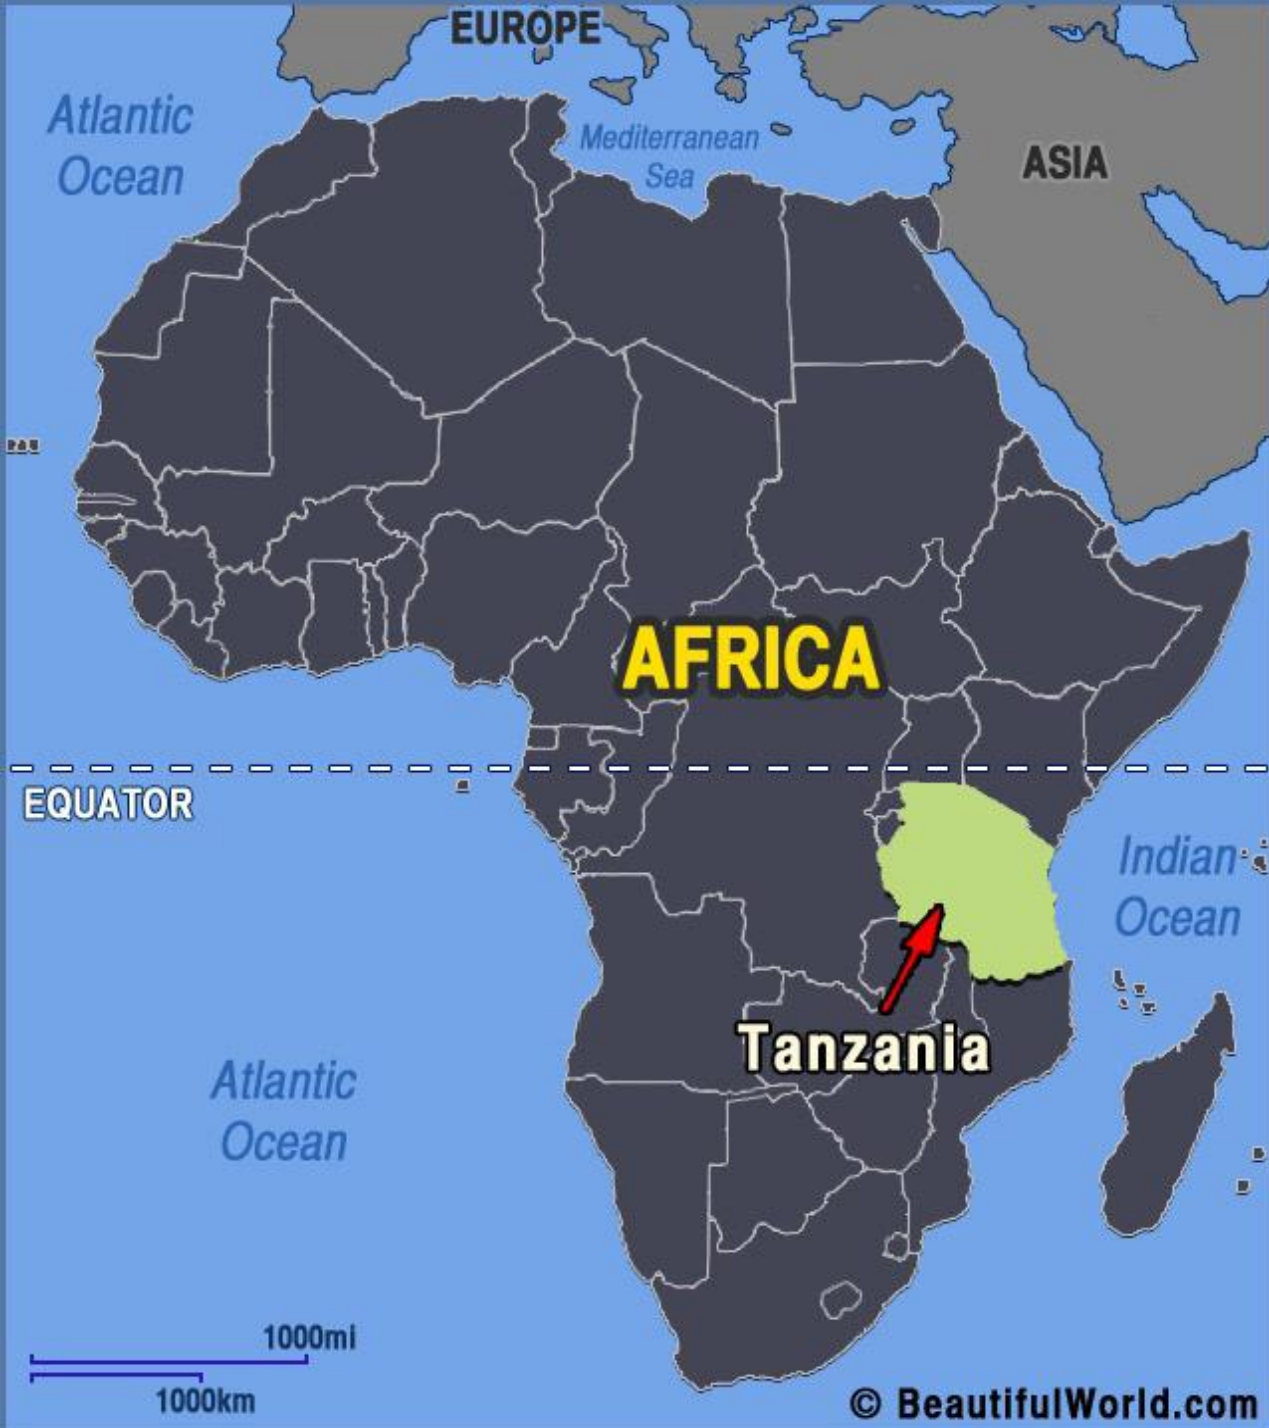 EUROPE
Atlantic
Ocean
Mediterranean
Sea
ASIA
AFRICA
EQUATOR
Indian
Ocean
Tanzania
Atlantic
Ocean
1000mi
1000km
© BeautifulWorld.com